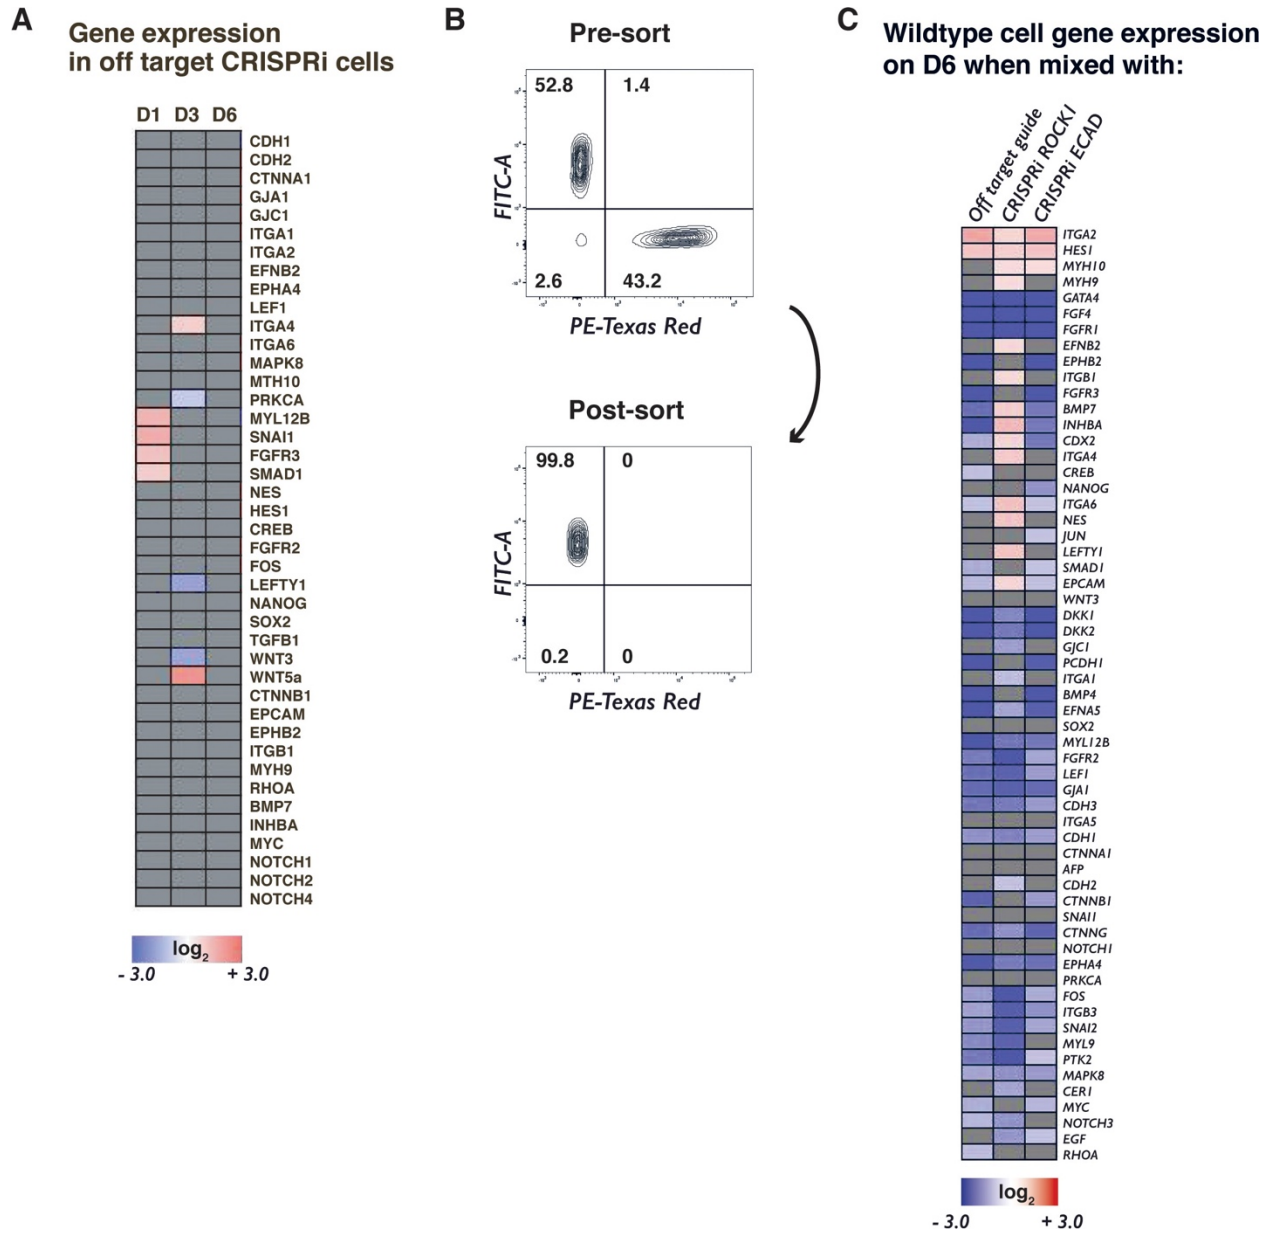 A
Gene expression
in off target CRISPRi cells
D1 D3 D6
CDH1
CDH2
CTNNA1
GJA1
GJC1
ITGA1
ITGA2
EFNB2
EPHA4
LEF1
ITGA4
ITGA6
MAPK8
MTH10
PRKCA
MYL12B
SNAI1
FGFR3
SMAD1
NES
HES1
CREB
FGFR2
FOS
LEFTY1
NANOG
SOX2
TGFB1
WNT3
WNT5a
CTNNB1
EPCAM
EPHB2
ITGB1
MYH9
RHOA
BMP7
INHBA
MYC
NOTCH1
NOTCH2
NOTCH4
log2
- 3.0 + 3.0
B
Pre-sort
52.8 1.4
FITC-A
2.6 43.2
PE-Texas Red
Post-sort
99.8 0
FITC-A
0.2 0
PE-Texas Red
C
Wildtype cell gene expression
on D6 when mixed with:
Off target guide
CRISPRi ROCK1
CRISPRi ECAD
ITGA2
HES1
MYH10
MYH9
GATA4
FGF4
FGFR1
EFNB2
EPHB2
ITGB1
FGFR3
BMP7
INHBA
CDX2
ITGA4
CREB
NANOG
ITGA6
NES
JUN
LEFTY1
SMAD1
EPCAM
WNT3
DKK1
DKK2
GJC1
PCDH1
ITGA1
BMP4
EFNA5
SOX2
MYL12B
FGFR2
LEF1
GJA1
CDH3
ITGA5
CDH1
CTNNA1
AFP
CDH2
CTNNB1
SNAI1
CTNNG
NOTCH1
EPHA4
PRKCA
FOS
ITGB3
SNAI2
MYL9
PTK2
MAPK8
CER1
MYC
NOTCH3
EGF
RHOA
log2
- 3.0 + 3.0